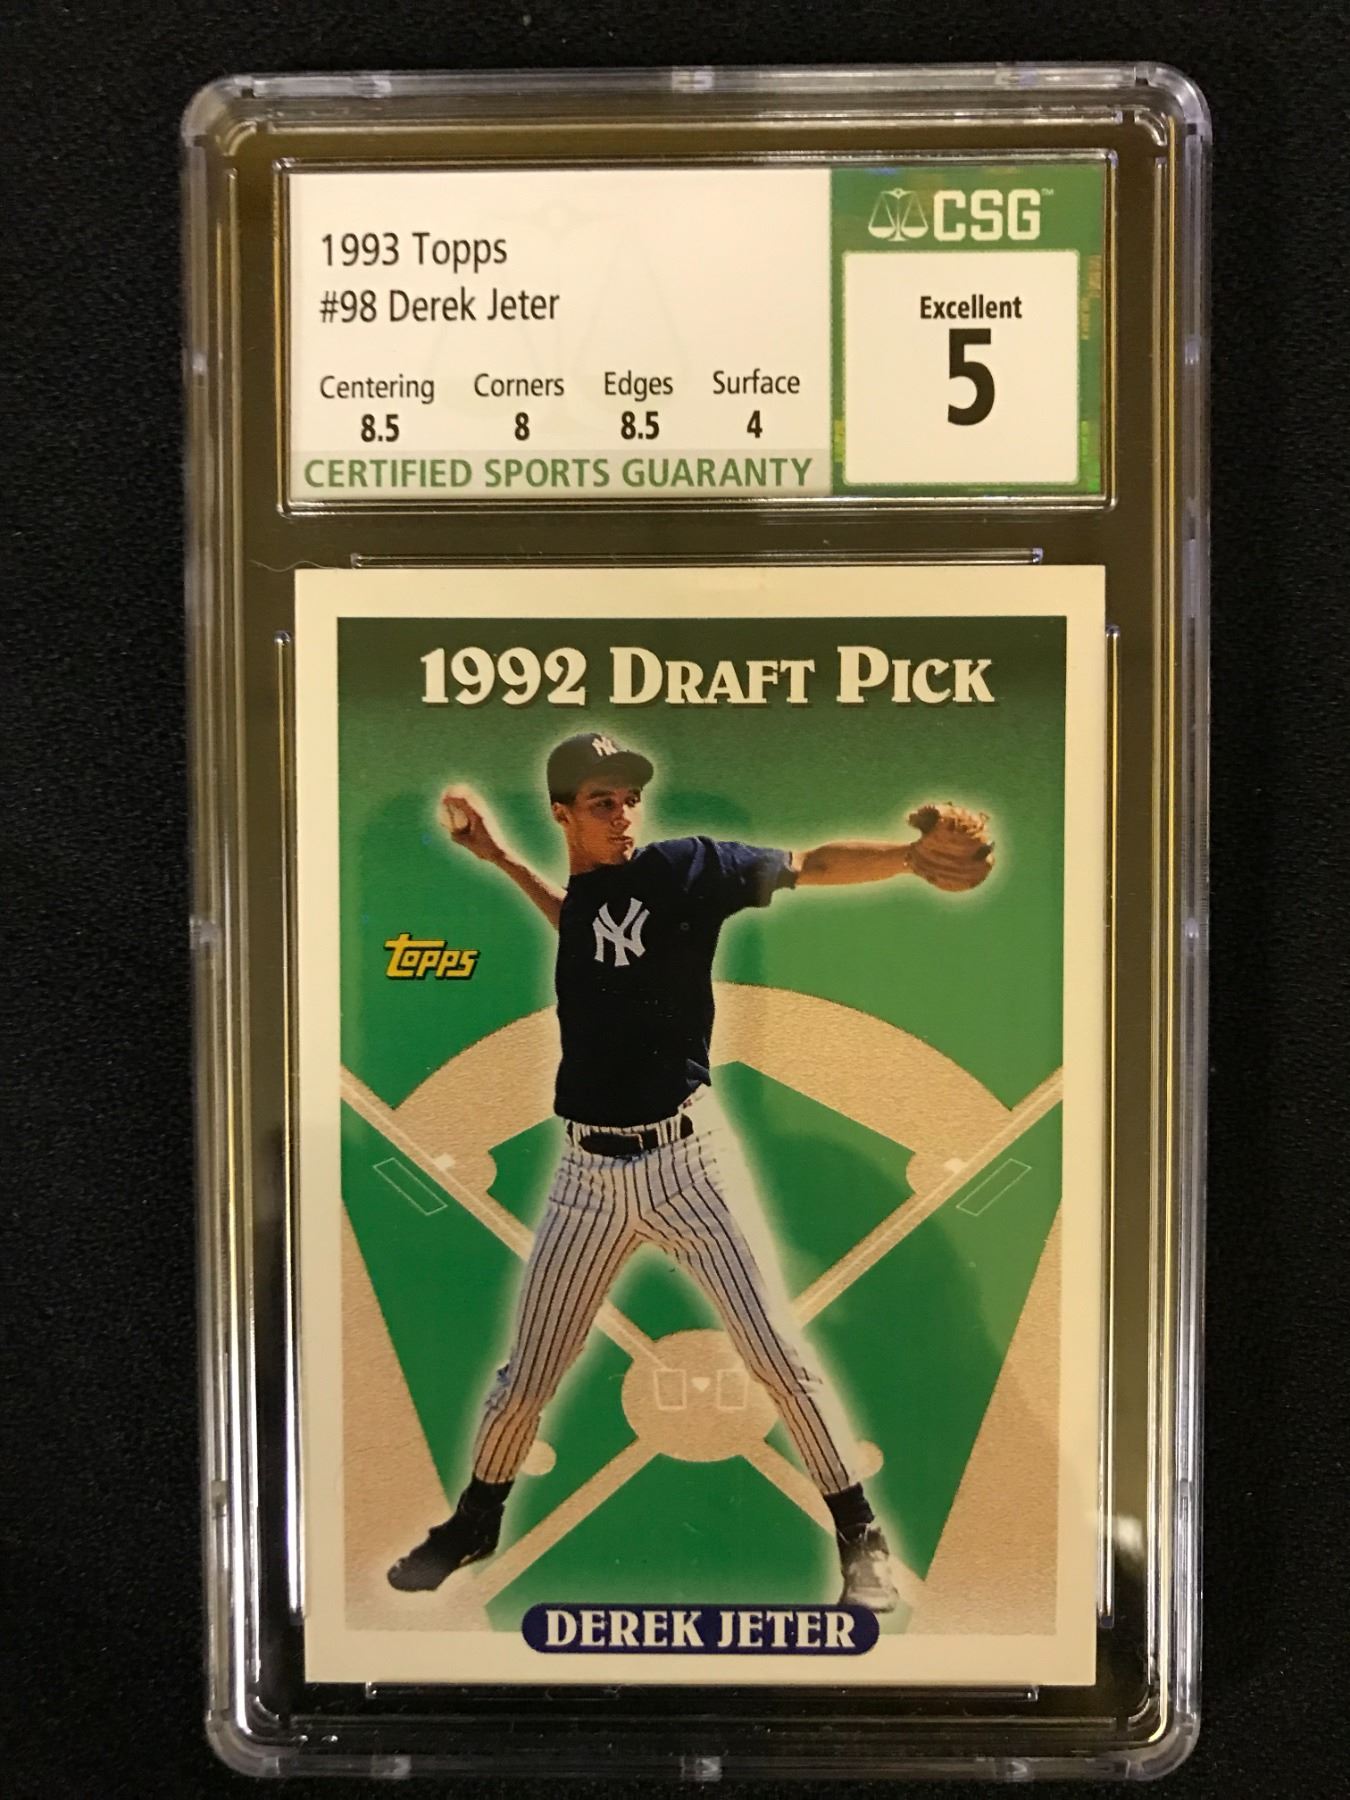 1993 Topps
#98 Derek Jeter
Centering Corners Edges Surface
8.5 8 8.5 4
CERTIFIED SPORTS GUARANTY
CSG™
Excellent
5
1992 DRAFT PICK
NY
NY
topps
DEREK JETER